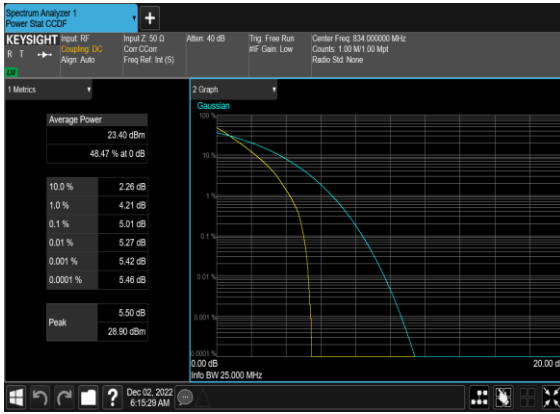 Spectrum Analyzer 1
Power Stat CCDF
KEYSIGHT
R T
LW
Input: RF
Coupling: DC
Align: Auto
Input Z: 50 Ω
Corr CCorr
Freq Ref: Int (S)
Atten: 40 dB
Trig: Free Run
#IF Gain: Low
Center Freq: 834.000000 MHz
Counts: 1.00 M/1.00 Mpt
Radio Std: None
1 Metrics
Average Power
23.40 dBm
48.47 % at 0 dB
10.0 % 2.26 dB
1.0 % 4.21 dB
0.1 % 5.01 dB
0.01 % 5.27 dB
0.001 % 5.42 dB
0.0001 % 5.46 dB
Peak
5.50 dB
28.90 dBm
2 Graph
Gaussian
100 %
10 %
1 %
0.1 %
0.01 %
0.001 %
0.0001 %
0.00 dB
20.00 d
Info BW 25.000 MHz
?
Dec 02, 2022
6:15:29 AM